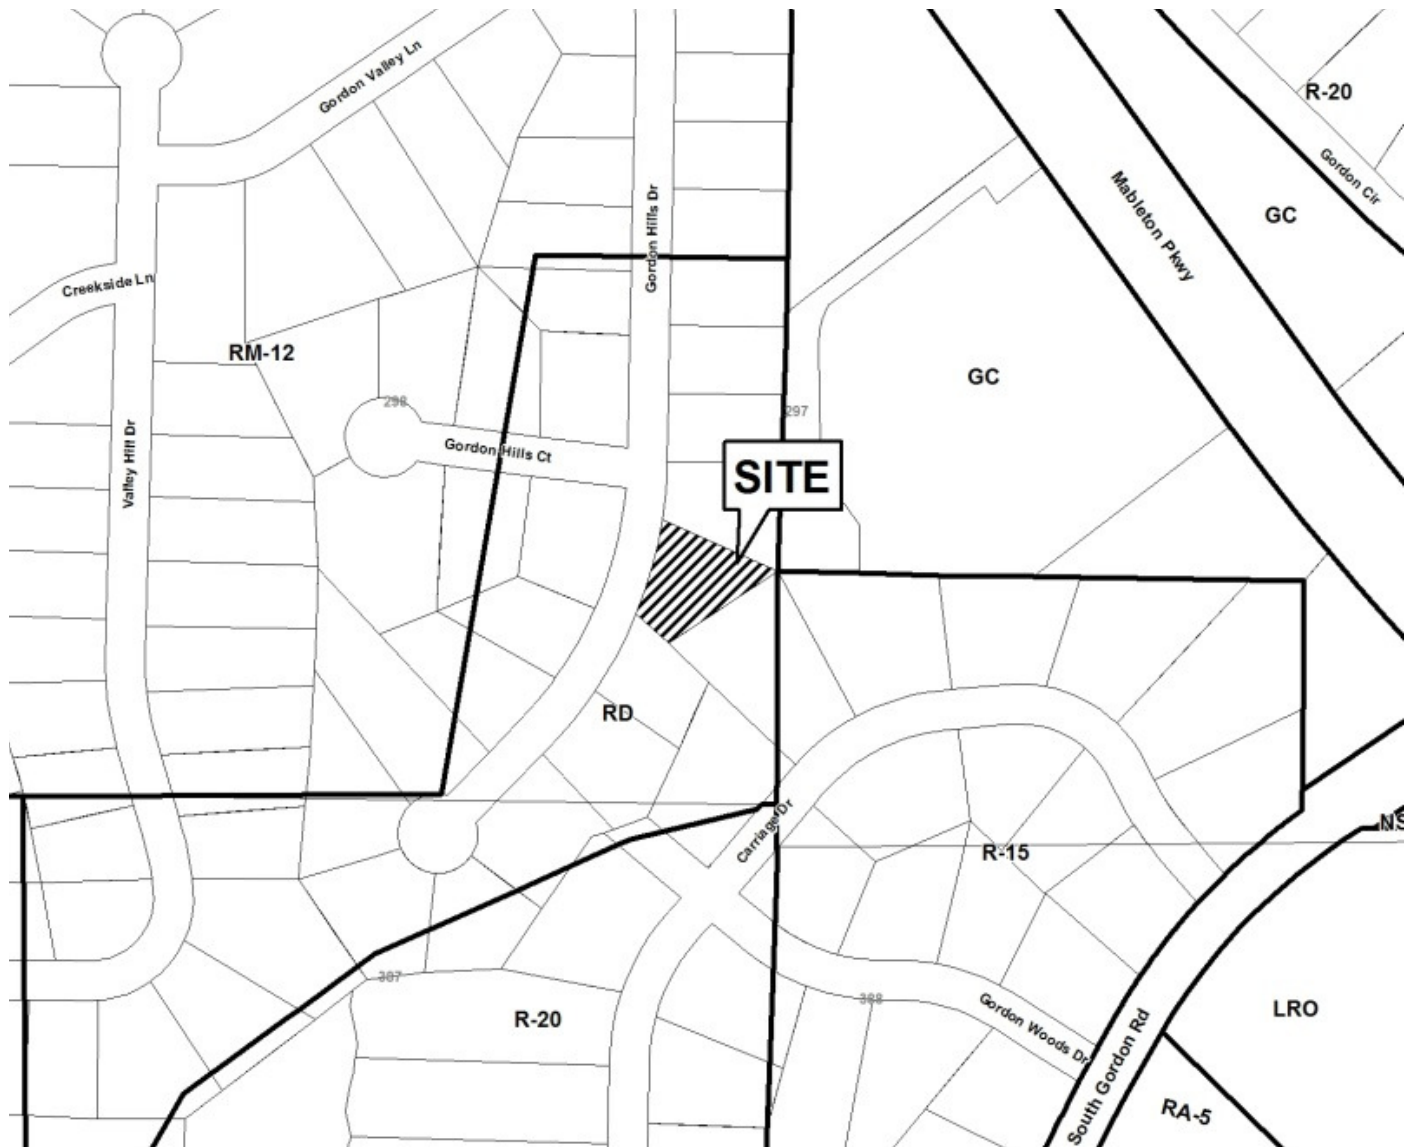 Gordon Valley Ln
R-20
Gordon Cir
Mableton Pkwy
GC
Gordon Hills Dr
Creekside Ln
RM-12
GC
298
297
Valley Hill Dr
Gordon Hills Ct
SITE
RD
Carriage Dr
NS
R-15
387
388
R-20
Gordon Woods Dr
LRO
South Gordon Rd
RA-5